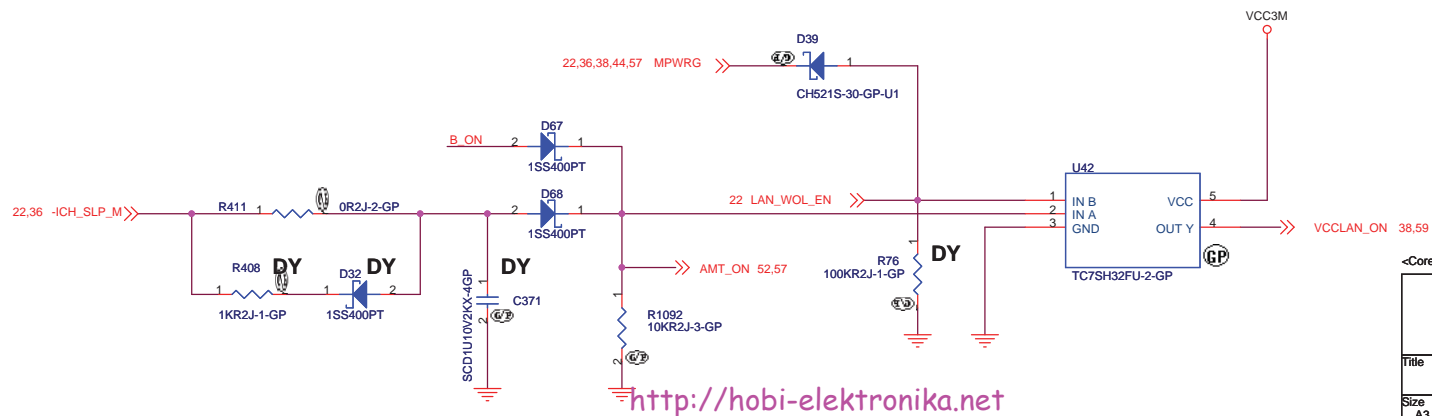 VCC3M
D39
22,36,38,44,57 MPWRG
1
CH521S-30-GP-U1
D67
B_ON 2 1
1SS400PT
U42
D68
22 LAN_WOL_EN 1 IN B VCC 5
22,36 -ICH_SLP_M R411 1 0R2J-2-GP 2 1 2 IN A
3 GND OUT Y 4 VCCLAN_ON 38,59
1SS400PT
TC7SH32FU-2-GP GP
R408 DY D32 DY DY
1 1 2
1KR2J-1-GP 1SS400PT
SCD1U10V2KX-4GP
1
C371
2 G/P
AMT_ON 52,57
1
R1092
10KR2J-3-GP
2 G/P
1 DY
R76
100KR2J-1-GP
<Core
Title
Size
A3
http://hobi-elektronika.net